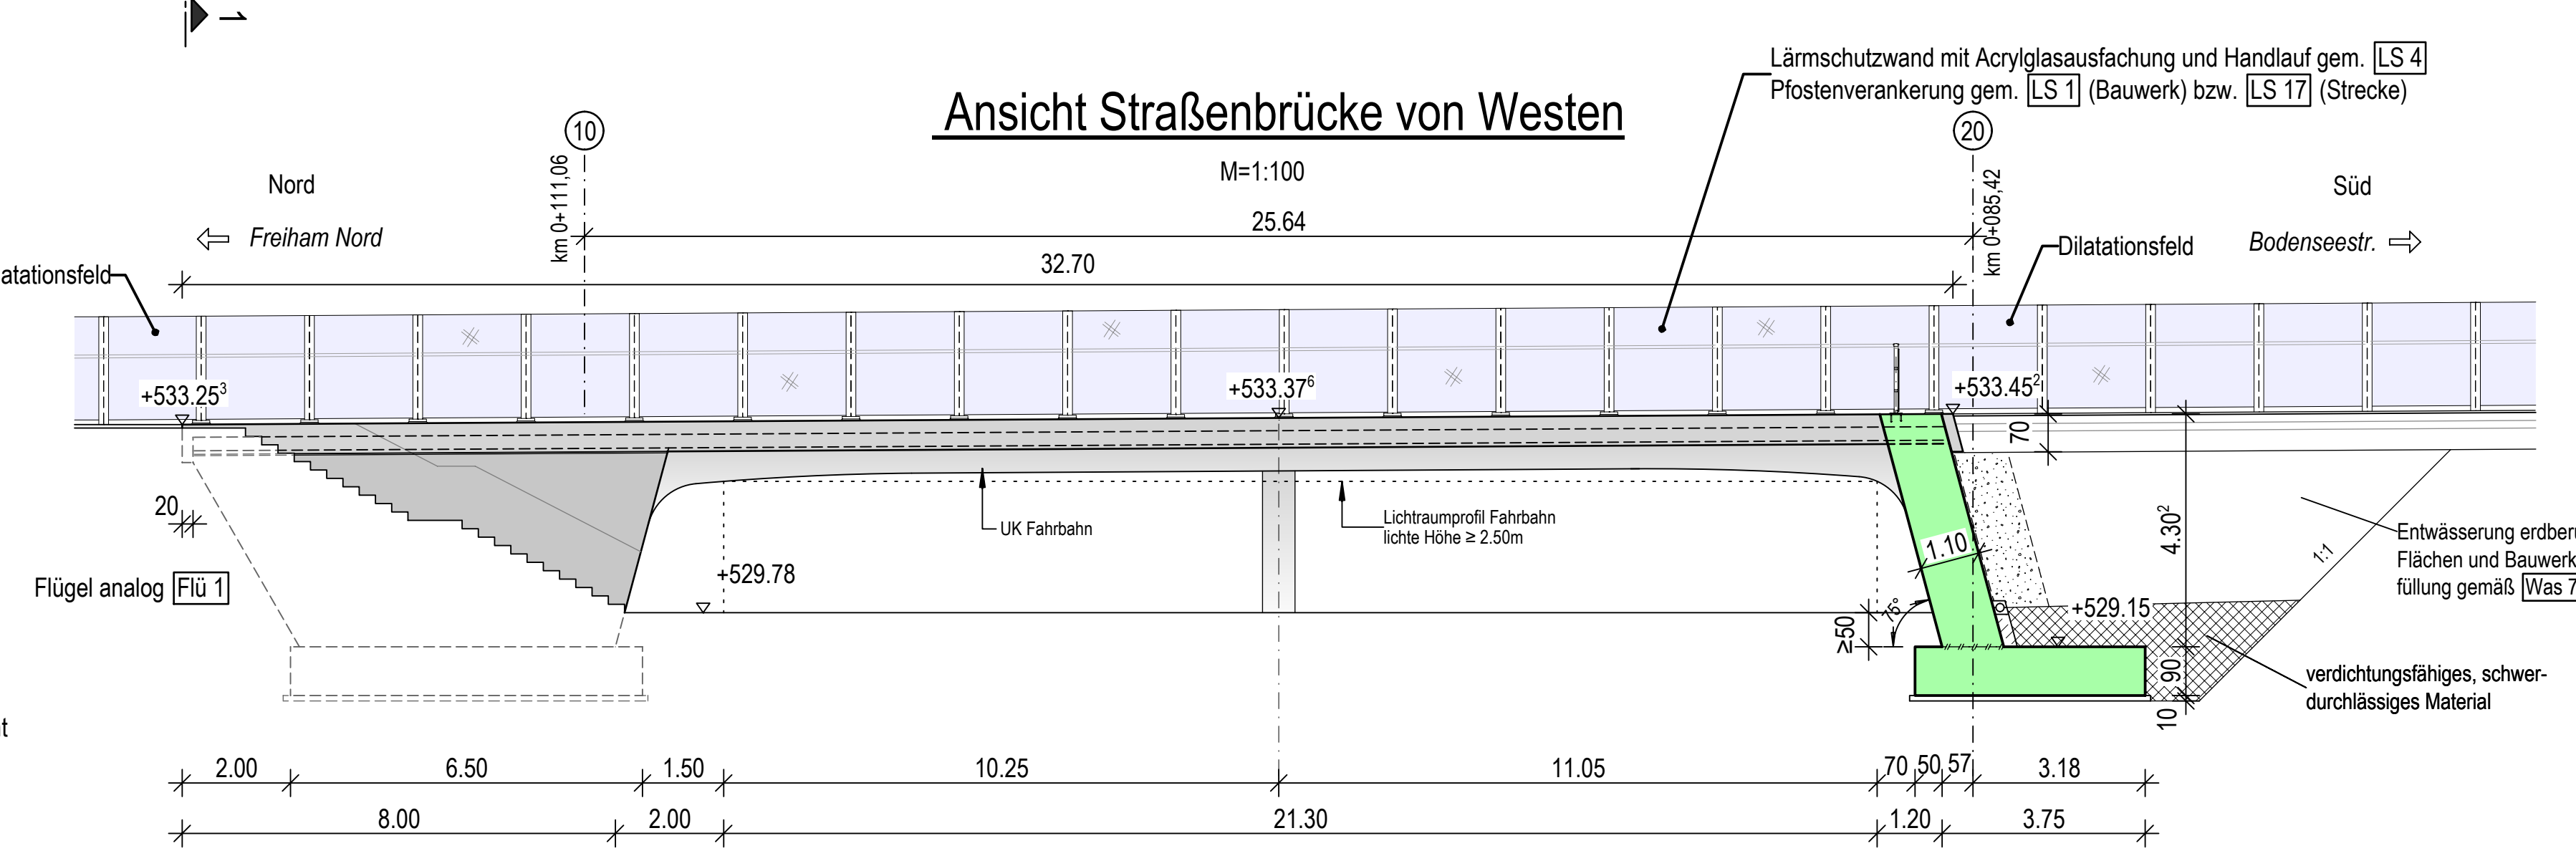 1
Lärmschutzwand mit Acrylglasausfachung und Handlauf gem. LS 4
Pfostenverankerung gem. LS 1 (Bauwerk) bzw. LS 17 (Strecke)
Ansicht Straßenbrücke von Westen
M=1:100
10
20
km 0+111,06
km 0+085,42
Nord
Süd
Freiham Nord
Bodenseestr.
25.64
32.70
atationsfeld
Dilatationsfeld
+533.25³
+533.37⁶
+533.45²
70
20
Flügel analog Flü 1
UK Fahrbahn
Lichtraumprofil Fahrbahn
lichte Höhe ≥ 2.50m
+529.78
1.10
75°
≥50
4.30²
1:1
Entwässerung erdberü
Flächen und Bauwerk
füllung gemäß Was 7
+529.15
90
10
verdichtungsfähiges, schwer-
durchlässiges Material
t
2.00 6.50 1.50 10.25 11.05 70 50 57 3.18
8.00 2.00 21.30 1.20 3.75